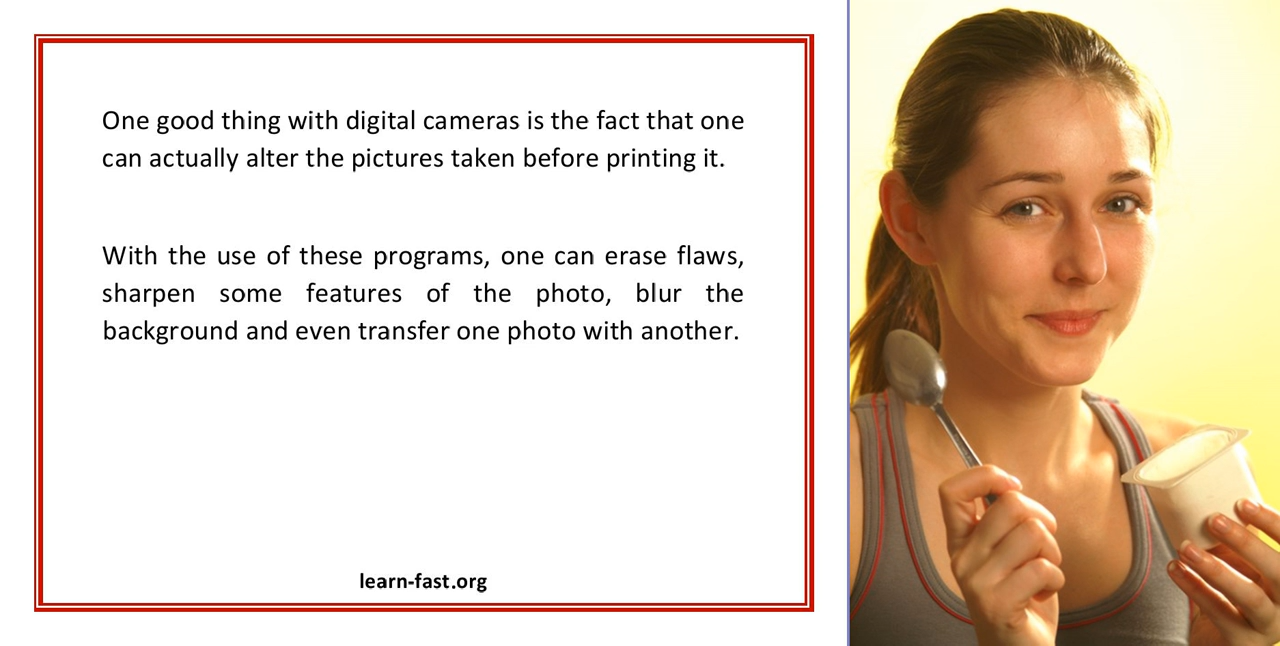 One good thing with digital cameras is the fact that one
can actually alter the pictures taken before printing it.
With the use of these programs, one can erase flaws,
sharpen some features of the photo, blur the
background and even transfer one photo with another.
learn-fast.org